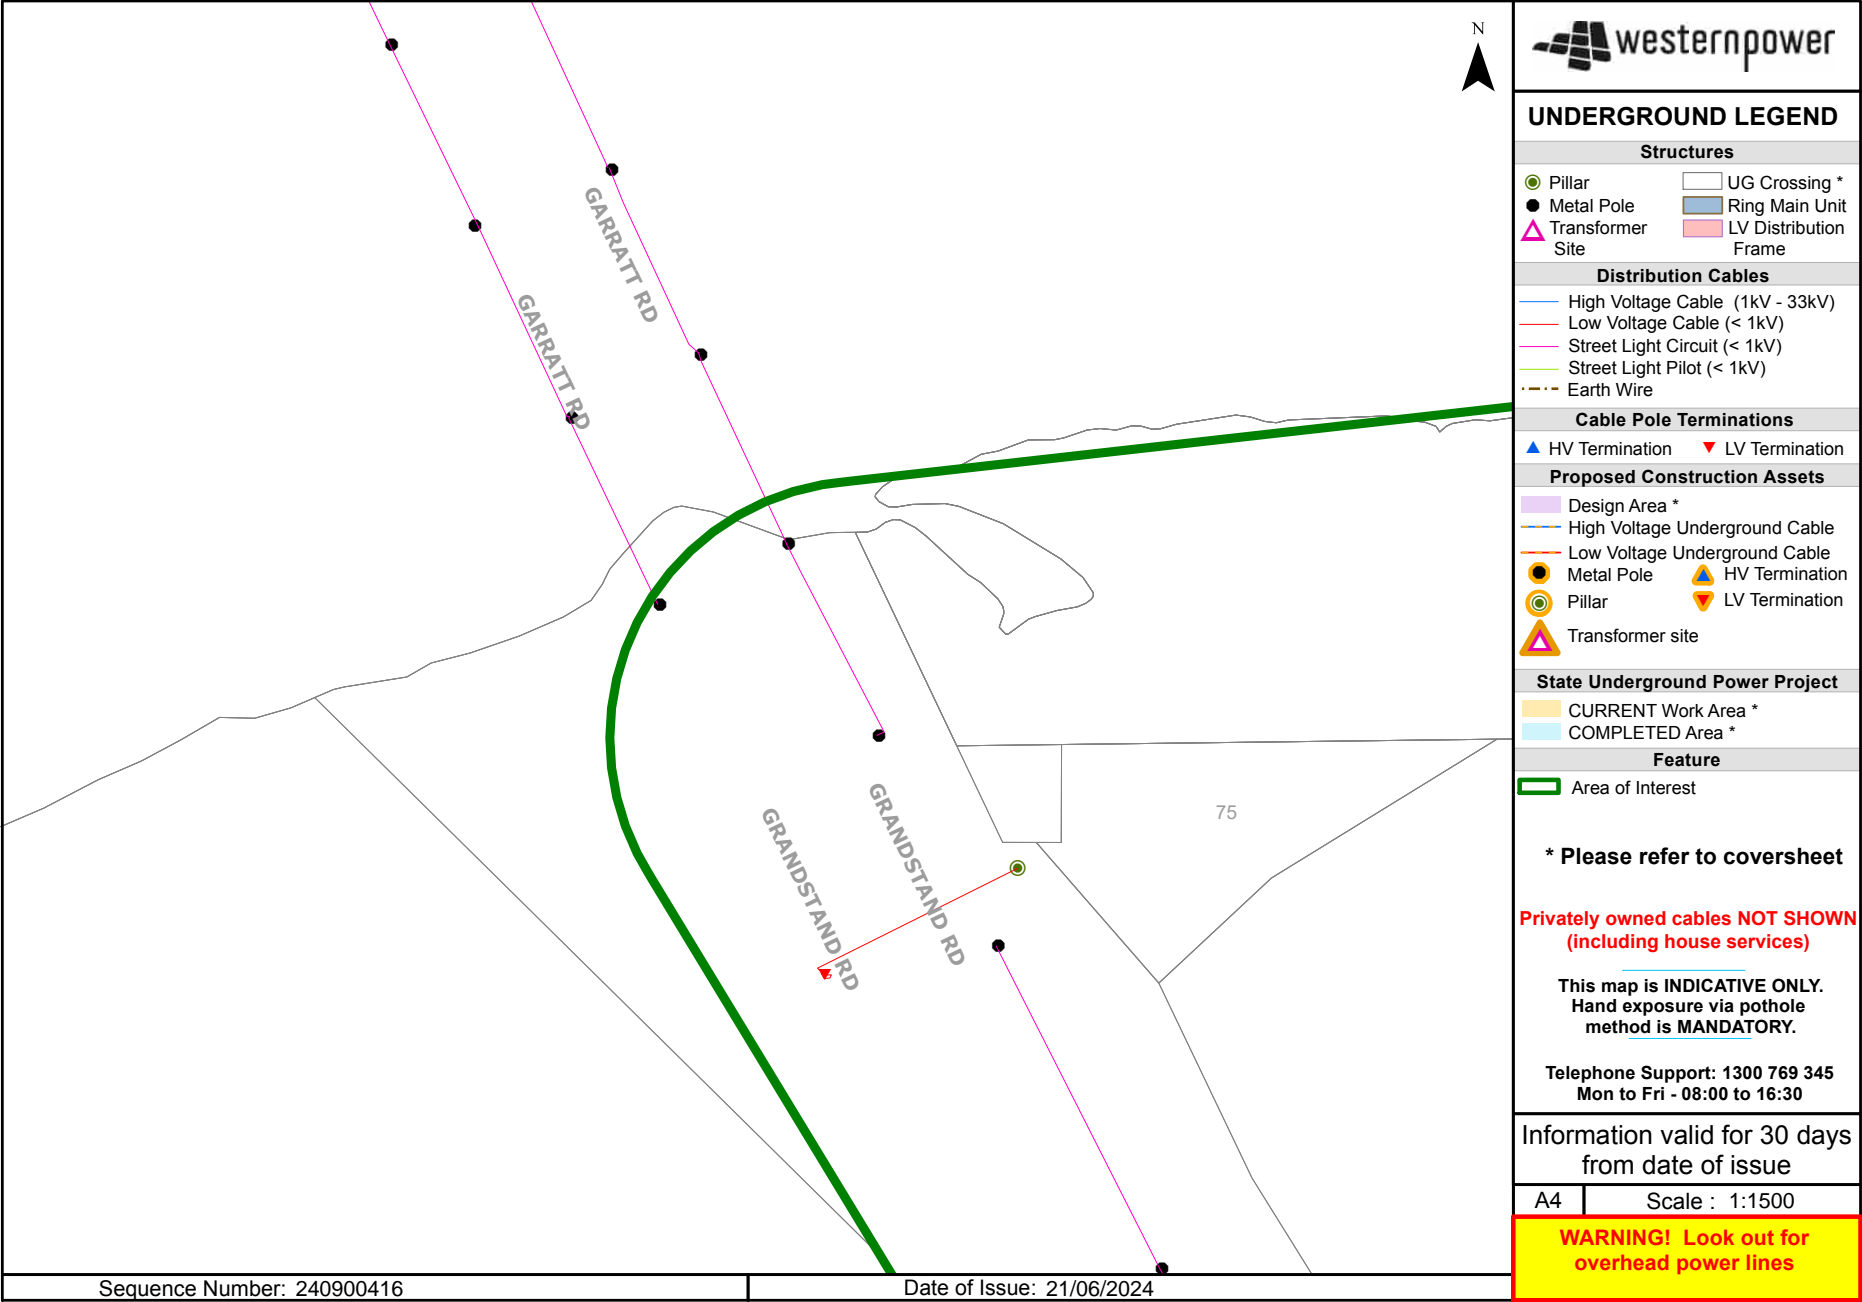 GARRATT RD
GARRATT RD
GRANDSTAND RD
GRANDSTAND RD
75
N
westernpower
UNDERGROUND LEGEND
Structures
Pillar
UG Crossing *
Metal Pole
Ring Main Unit
Transformer
Site
LV Distribution
Frame
Distribution Cables
High Voltage Cable (1kV - 33kV)
Low Voltage Cable (< 1kV)
Street Light Circuit (< 1kV)
Street Light Pilot (< 1kV)
Earth Wire
Cable Pole Terminations
HV Termination
LV Termination
Proposed Construction Assets
Design Area *
High Voltage Underground Cable
Low Voltage Underground Cable
Metal Pole
HV Termination
Pillar
LV Termination
Transformer site
State Underground Power Project
CURRENT Work Area *
COMPLETED Area *
Feature
Area of Interest
* Please refer to coversheet
Privately owned cables NOT SHOWN
(including house services)
This map is INDICATIVE ONLY.
Hand exposure via pothole
method is MANDATORY.
Telephone Support: 1300 769 345
Mon to Fri - 08:00 to 16:30
Information valid for 30 days
from date of issue
A4
Scale : 1:1500
WARNING! Look out for
overhead power lines
Sequence Number: 240900416
Date of Issue: 21/06/2024